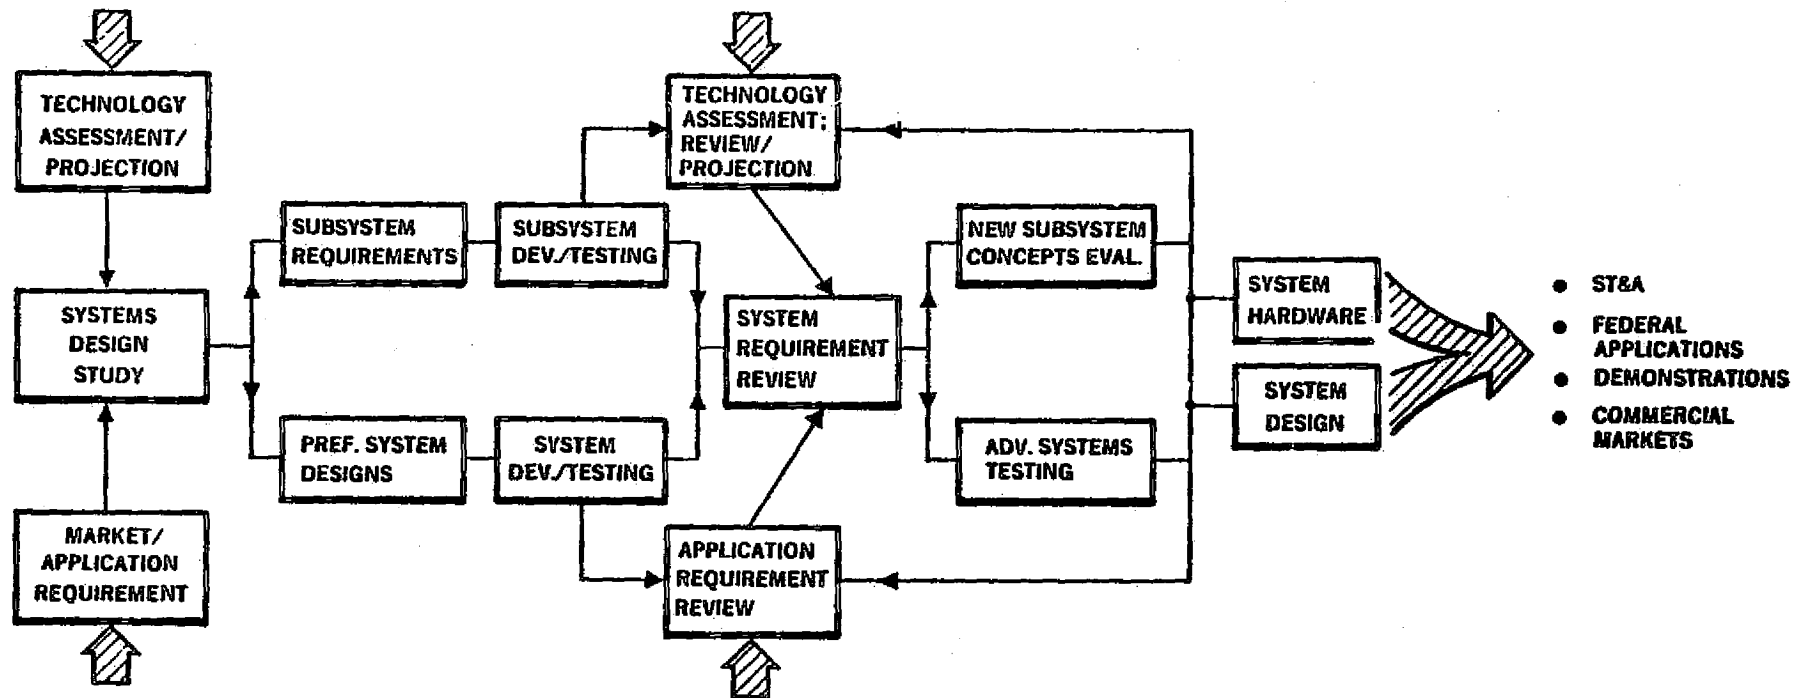 TECHNOLOGY
ASSESSMENT/
PROJECTION
SYSTEMS
DESIGN
STUDY
MARKET/
APPLICATION
REQUIREMENT
SUBSYSTEM
REQUIREMENTS
PREF. SYSTEM
DESIGNS
SUBSYSTEM
DEV./TESTING
SYSTEM
DEV./TESTING
TECHNOLOGY
ASSESSMENT;
REVIEW/
PROJECTION
SYSTEM
REQUIREMENT
REVIEW
APPLICATION
REQUIREMENT
REVIEW
NEW SUBSYSTEM
CONCEPTS EVAL.
ADV. SYSTEMS
TESTING
SYSTEM
HARDWARE
SYSTEM
DESIGN
● ST&A
● FEDERAL
APPLICATIONS
● DEMONSTRATIONS
● COMMERCIAL
MARKETS